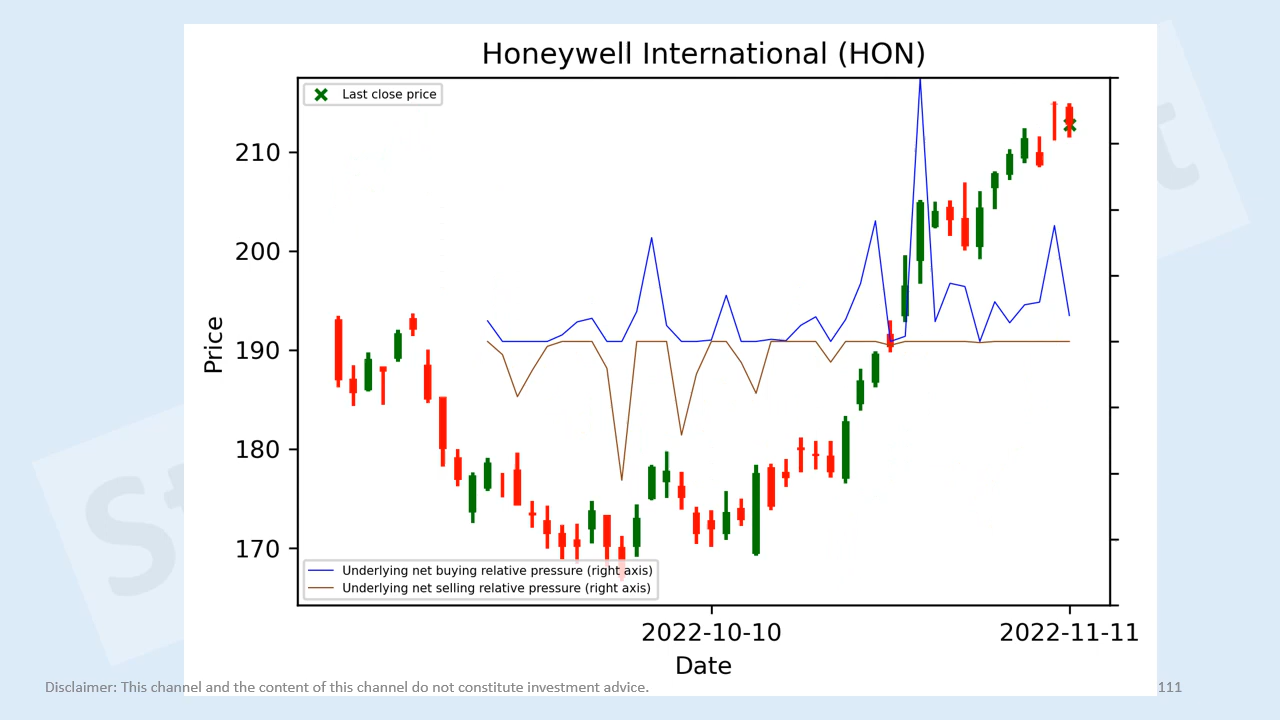 Honeywell International (HON)
Last close price
210
200
190
180
170
Price
Underlying net buying relative pressure (right axis)
Underlying net selling relative pressure (right axis)
2022-10-10
2022-11-11
Date
Disclaimer: This channel and the content of this channel do not constitute investment advice.
111